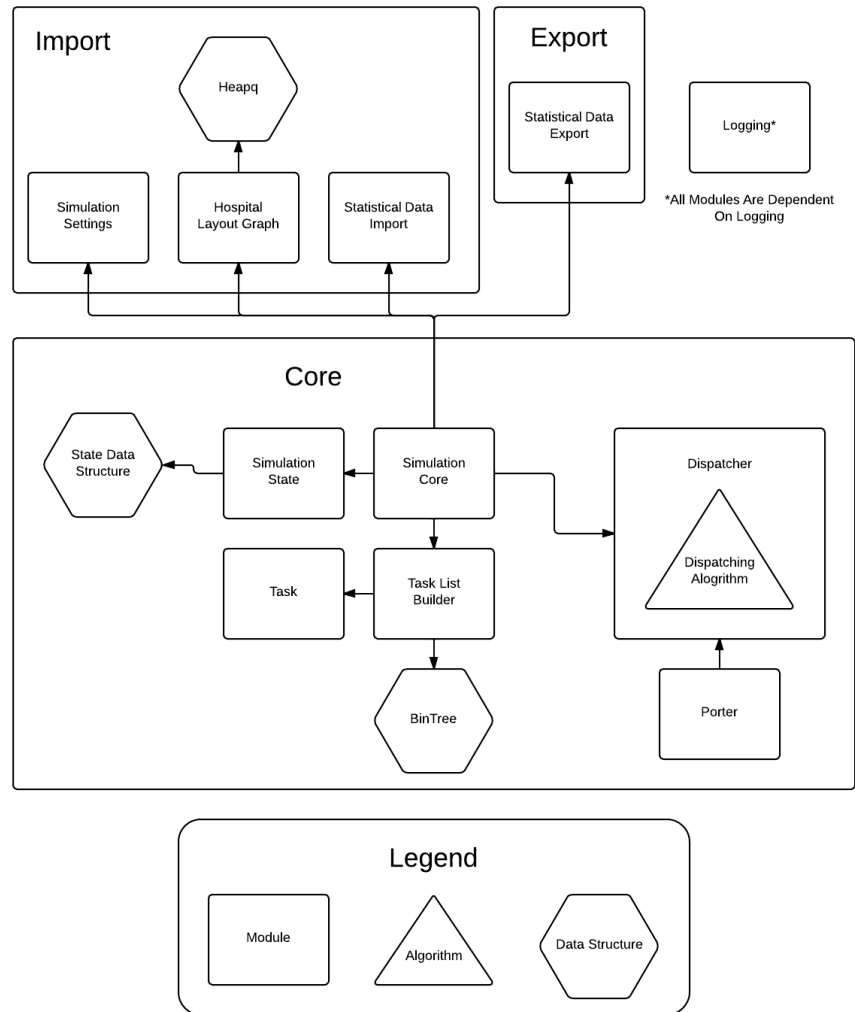 Import
Export
Heapq
Statistical Data
Export
Logging*
Simulation
Settings
Hospital
Layout Graph
Statistical Data
Import
*All Modules Are Dependent
On Logging
Core
State Data
Structure
Simulation
State
Simulation
Core
Dispatcher
Dispatching
Alogrithm
Task
Task List
Builder
BinTree
Porter
Legend
Module
Algorithm
Data Structure